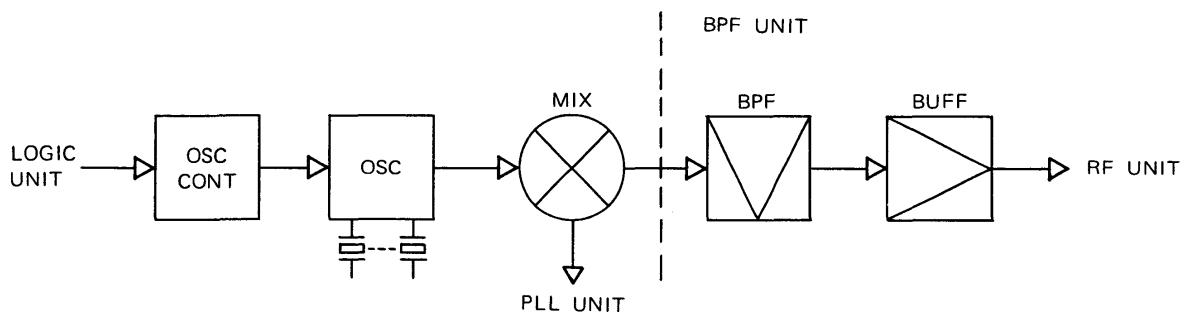 BPF UNIT
MIX
BPF
BUFF
LOGIC
UNIT
OSC
CONT
OSC
RF UNIT
PLL UNIT